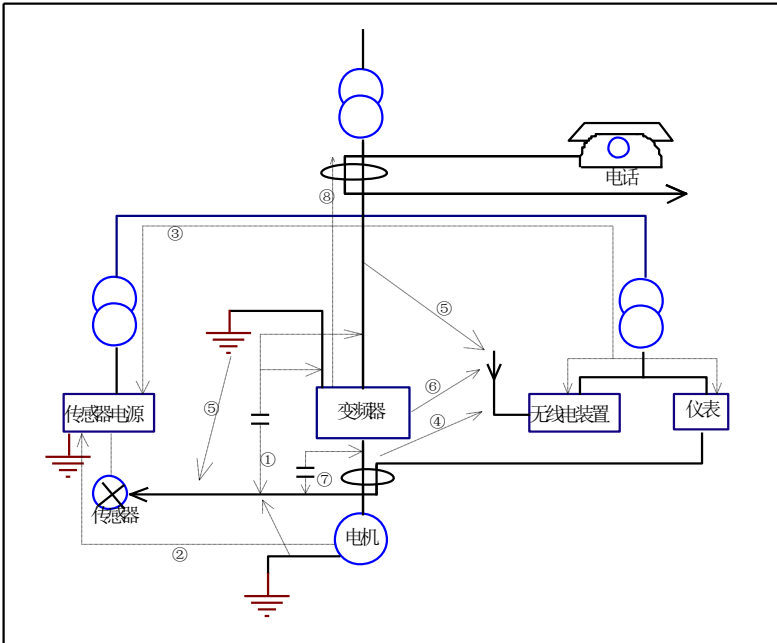 电话
⑧
③
⑤
⑥
⑤
变频器
④
传感器电源
无线电装置
仪表
①
⑦
传感器
电机
②